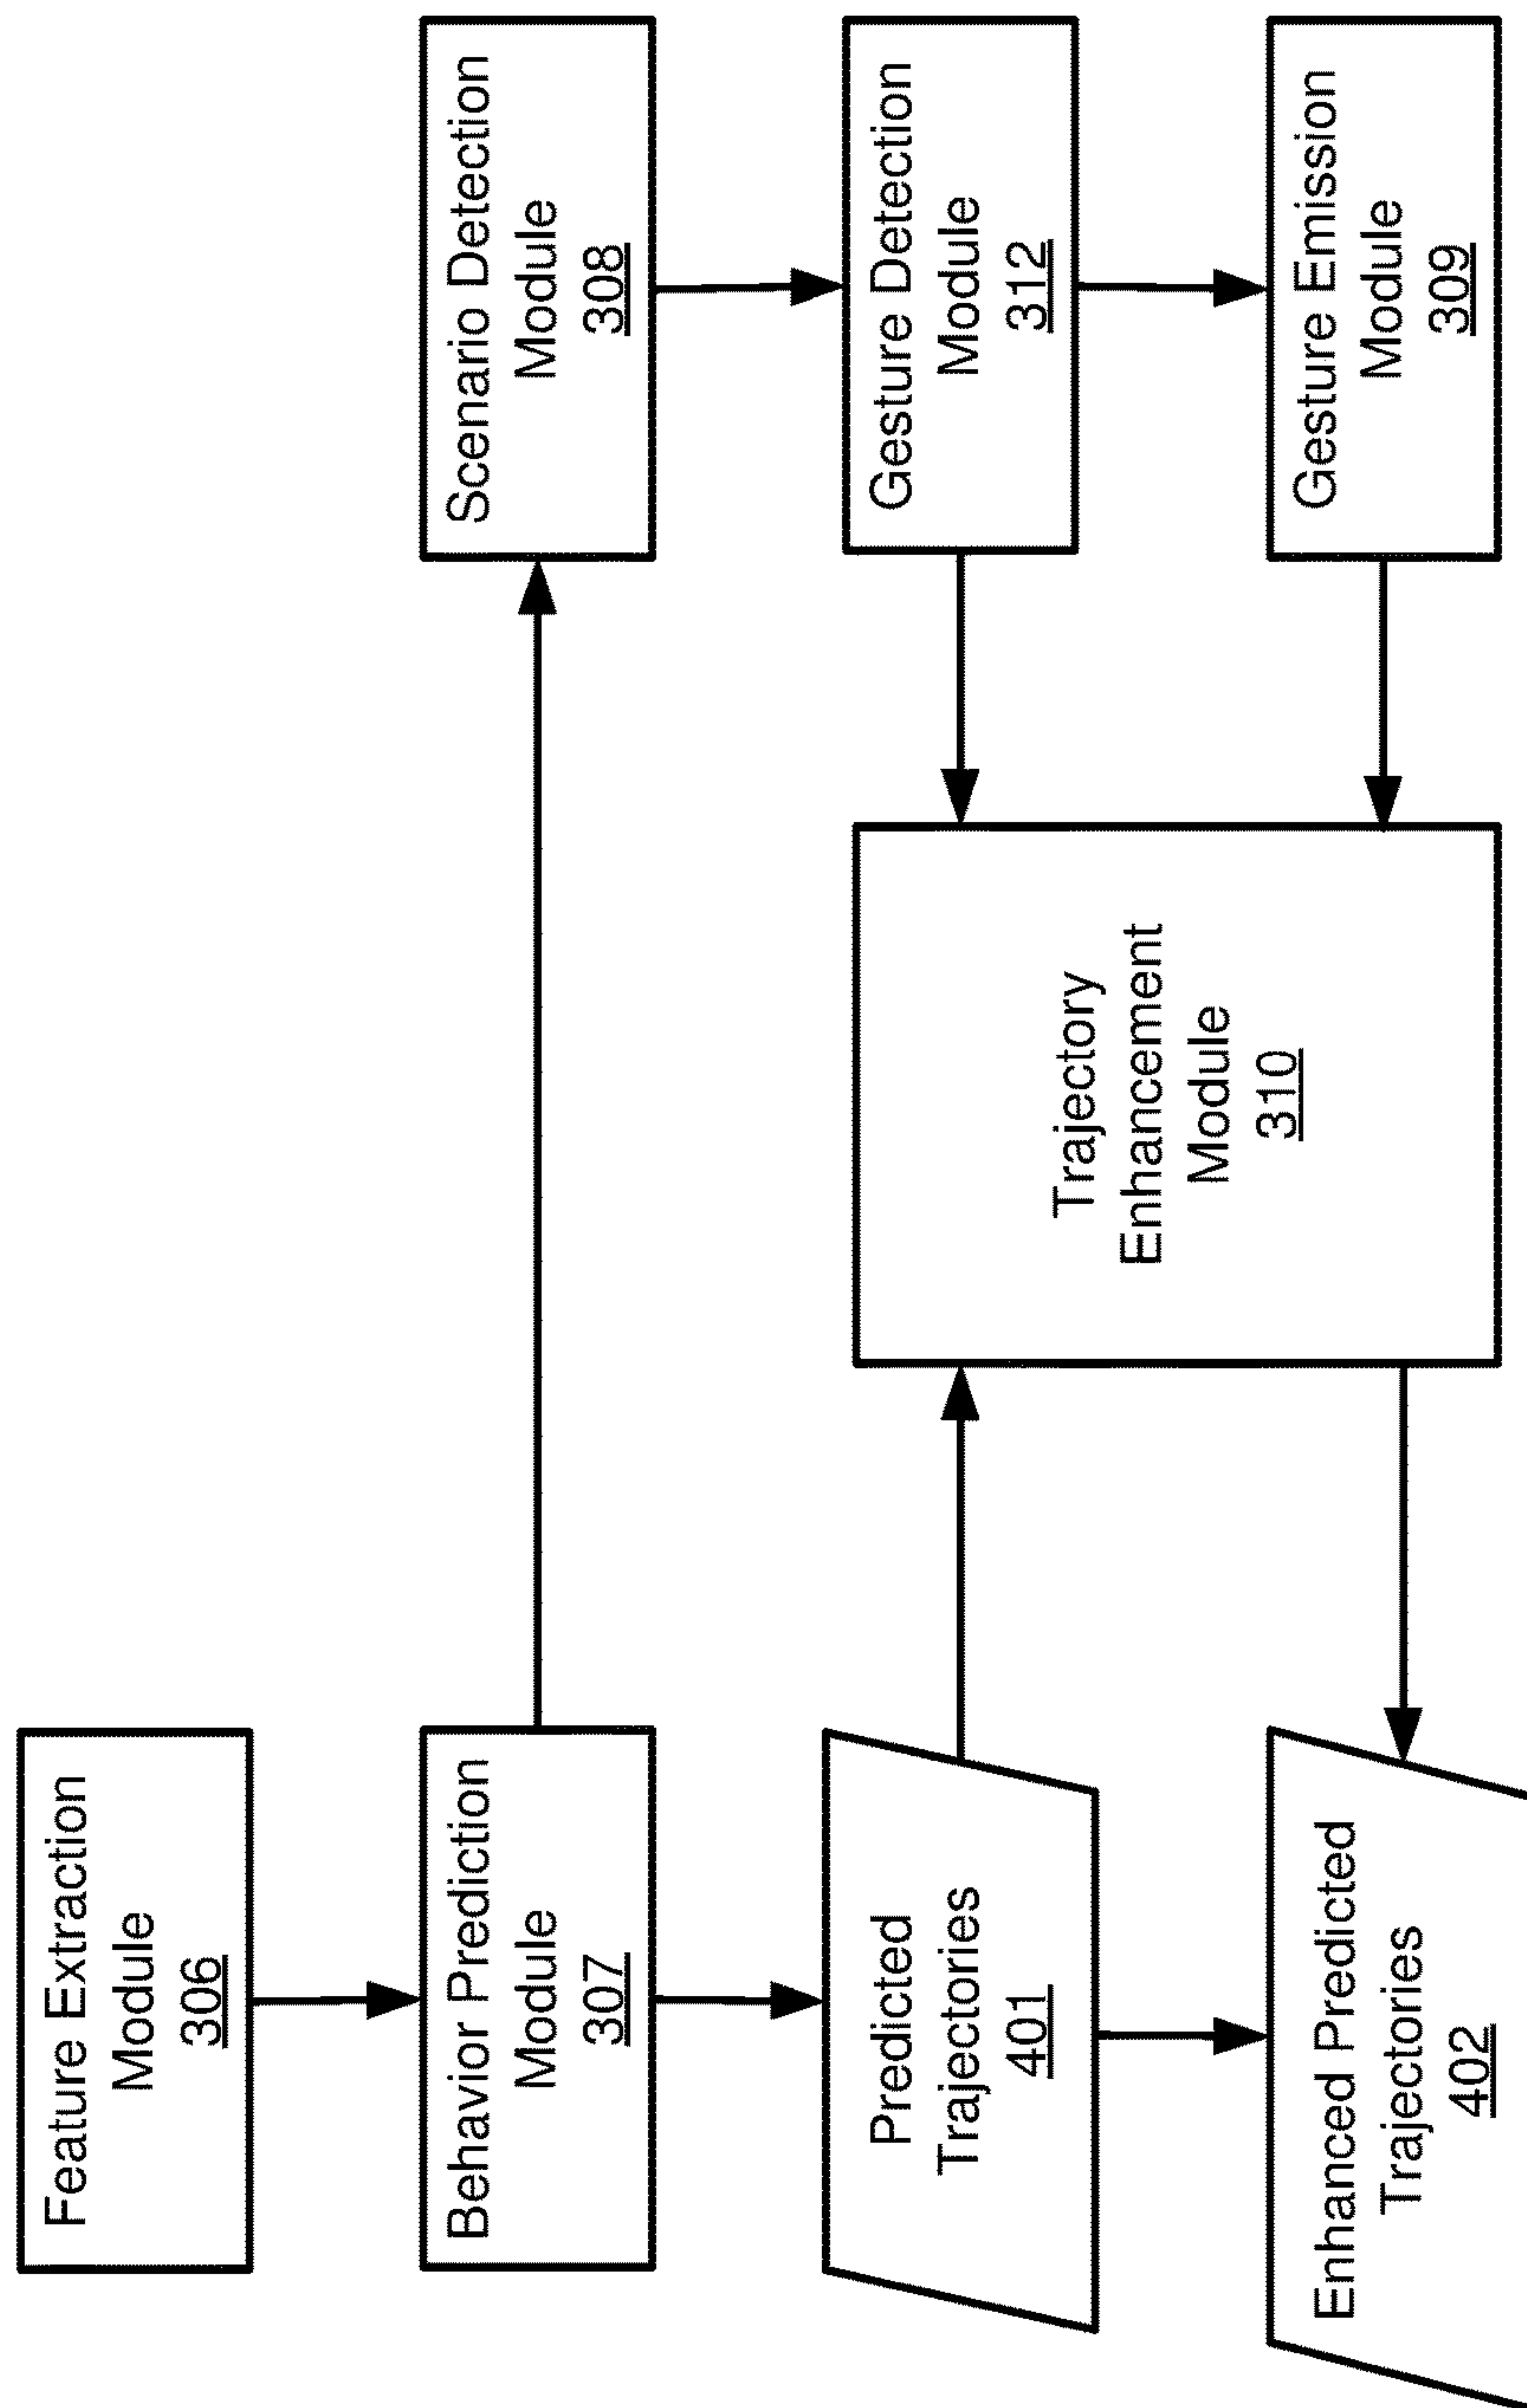 Feature Extraction
Module
306
Behavior Prediction
Module
307
Scenario Detection
Module
308
Predicted
Trajectories
401
Trajectory
Enhancement
Module
310
Gesture Detection
Module
312
Enhanced Predicted
Trajectories
402
Gesture Emission
Module
309